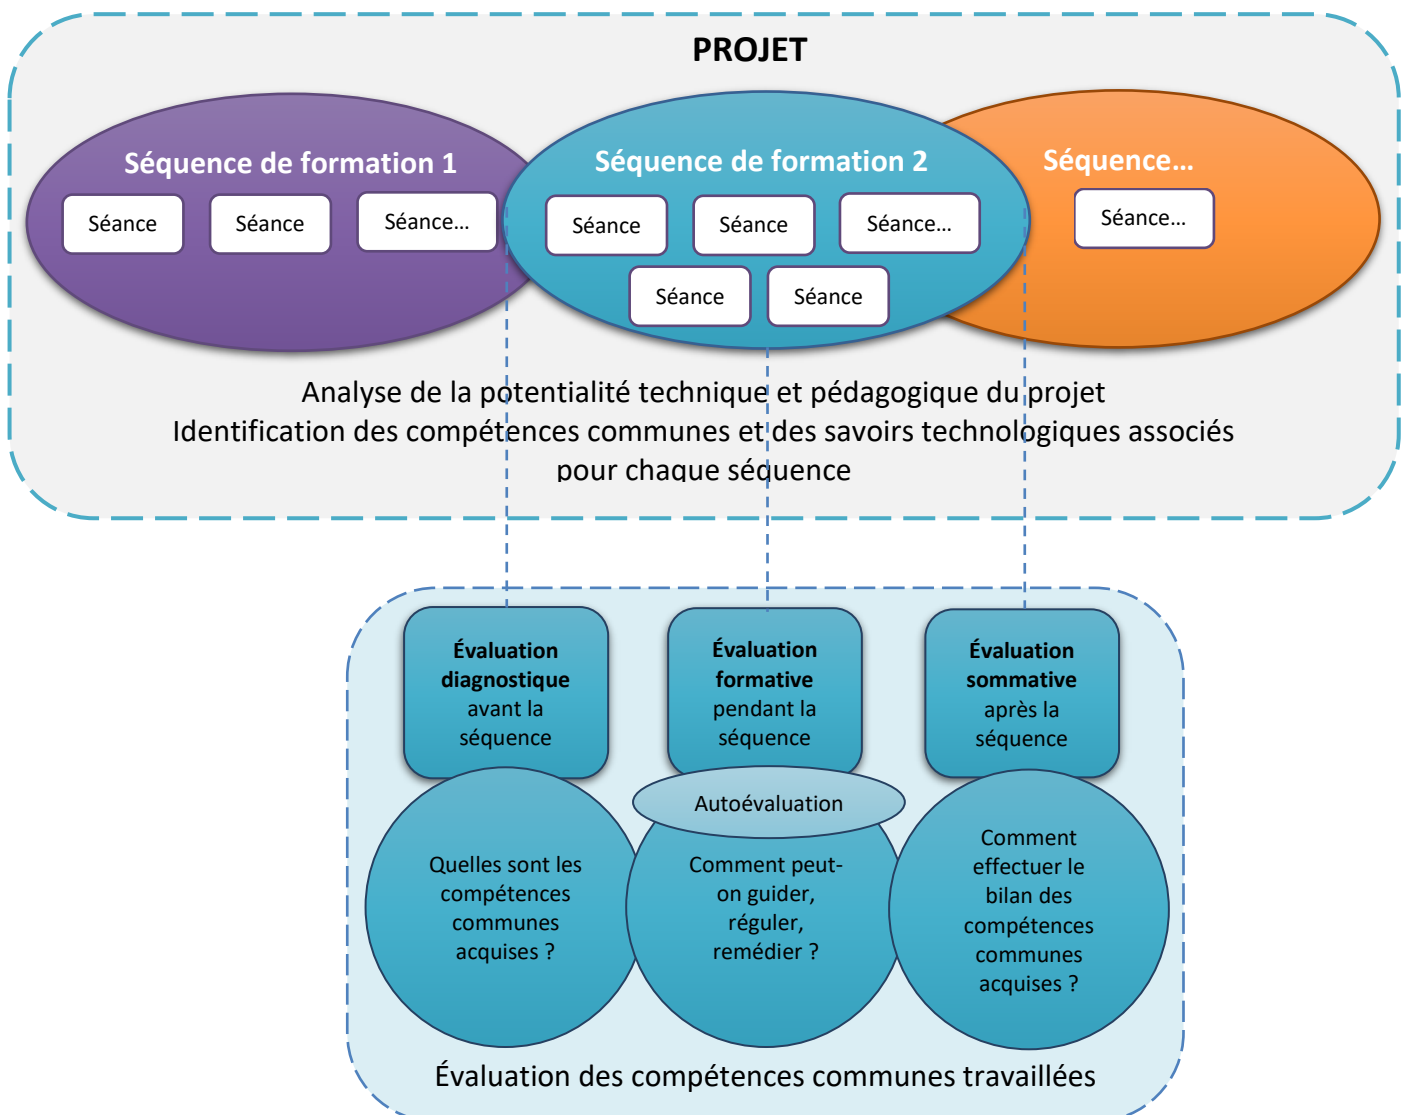 PROJET
Séquence de formation 1
Séance
Séance
Séance...
Séquence de formation 2
Séance
Séance
Séance...
Séance
Séance
Séquence...
Séance...
Analyse de la potentialité technique et pédagogique du projet
Identification des compétences communes et des savoirs technologiques associés
pour chaque séquence
Évaluation
diagnostique
avant la
séquence
Quelles sont les
compétences
communes
acquises ?
Évaluation
formative
pendant la
séquence
Autoévaluation
Comment peut-
on guider,
réguler,
remédier ?
Évaluation
sommative
après la
séquence
Comment
effectuer le
bilan des
compétences
communes
acquises ?
Évaluation des compétences communes travaillées